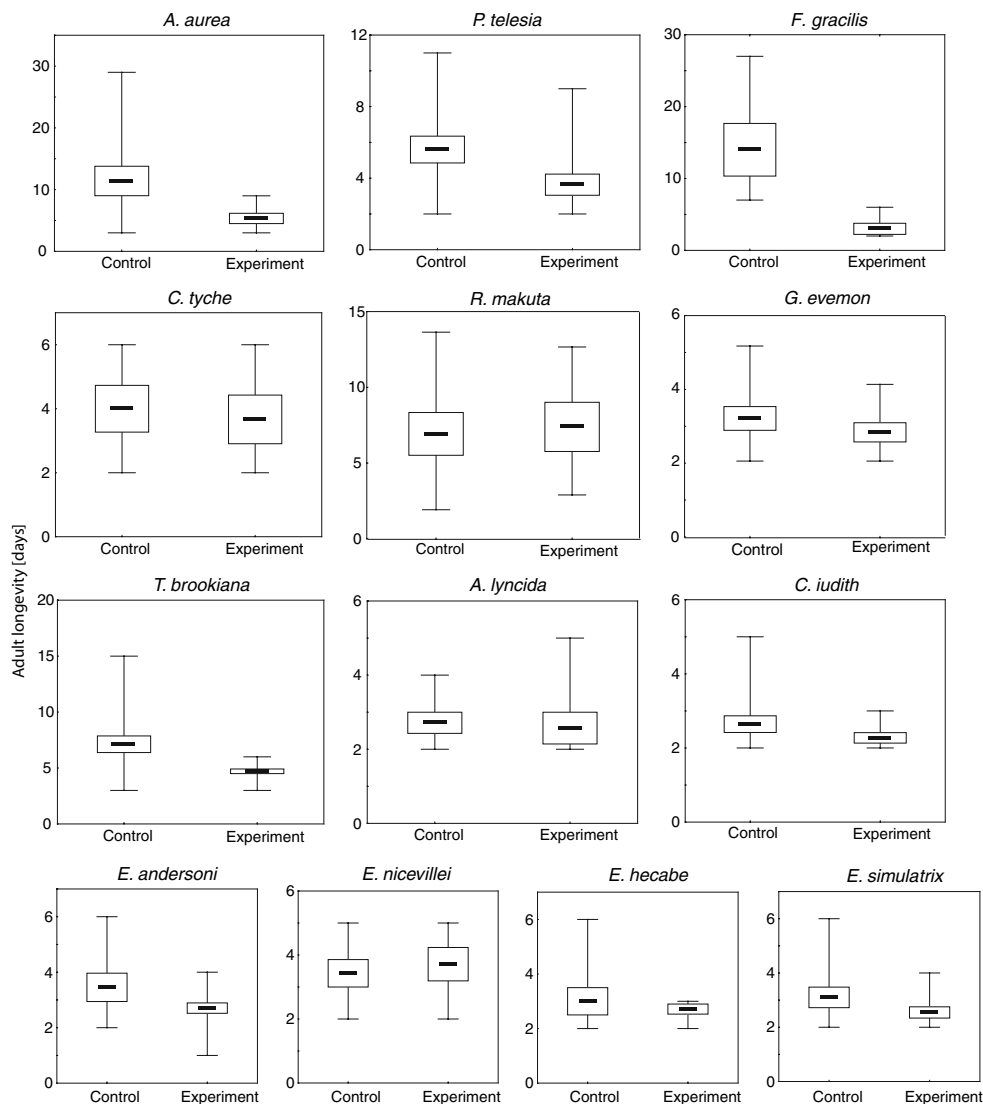 A. aurea
P. telesia
F. gracilis
30
20
10
0
Control
Experiment
12
8
4
0
Control
Experiment
30
20
10
0
Control
Experiment
C. tyche
R. makuta
G. evemon
6
4
2
0
Control
Experiment
15
10
5
0
Control
Experiment
6
4
2
0
Control
Experiment
Adult longevity [days]
T. brookiana
A. lyncida
C. iudith
20
15
10
5
0
Control
Experiment
6
4
2
0
Control
Experiment
6
4
2
0
Control
Experiment
E. andersoni
E. nicevillei
E. hecabe
E. simulatrix
6
4
2
0
Control
Experiment
6
4
2
0
Control
Experiment
6
4
2
0
Control
Experiment
6
4
2
0
Control
Experiment